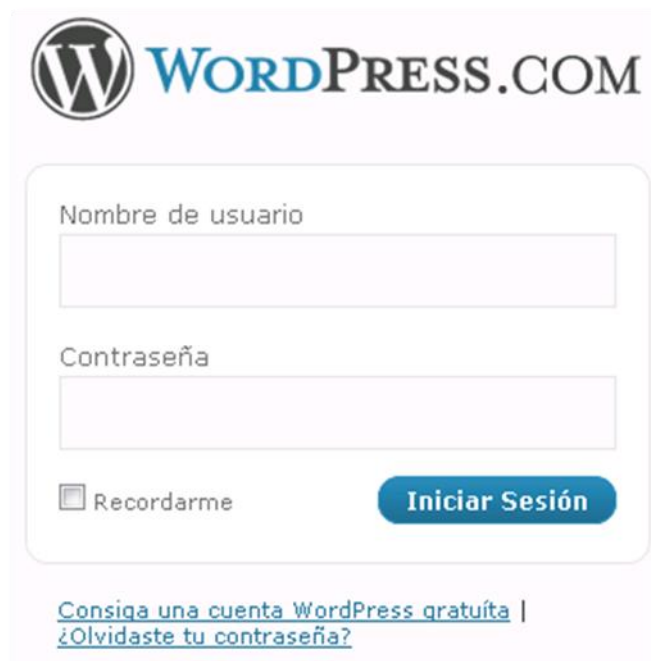 WORDPRESS.COM
Nombre de usuario
Contraseña
Recordarme
Iniciar Sesión
Consiga una cuenta WordPress gratuíta |
¿Olvidaste tu contraseña?